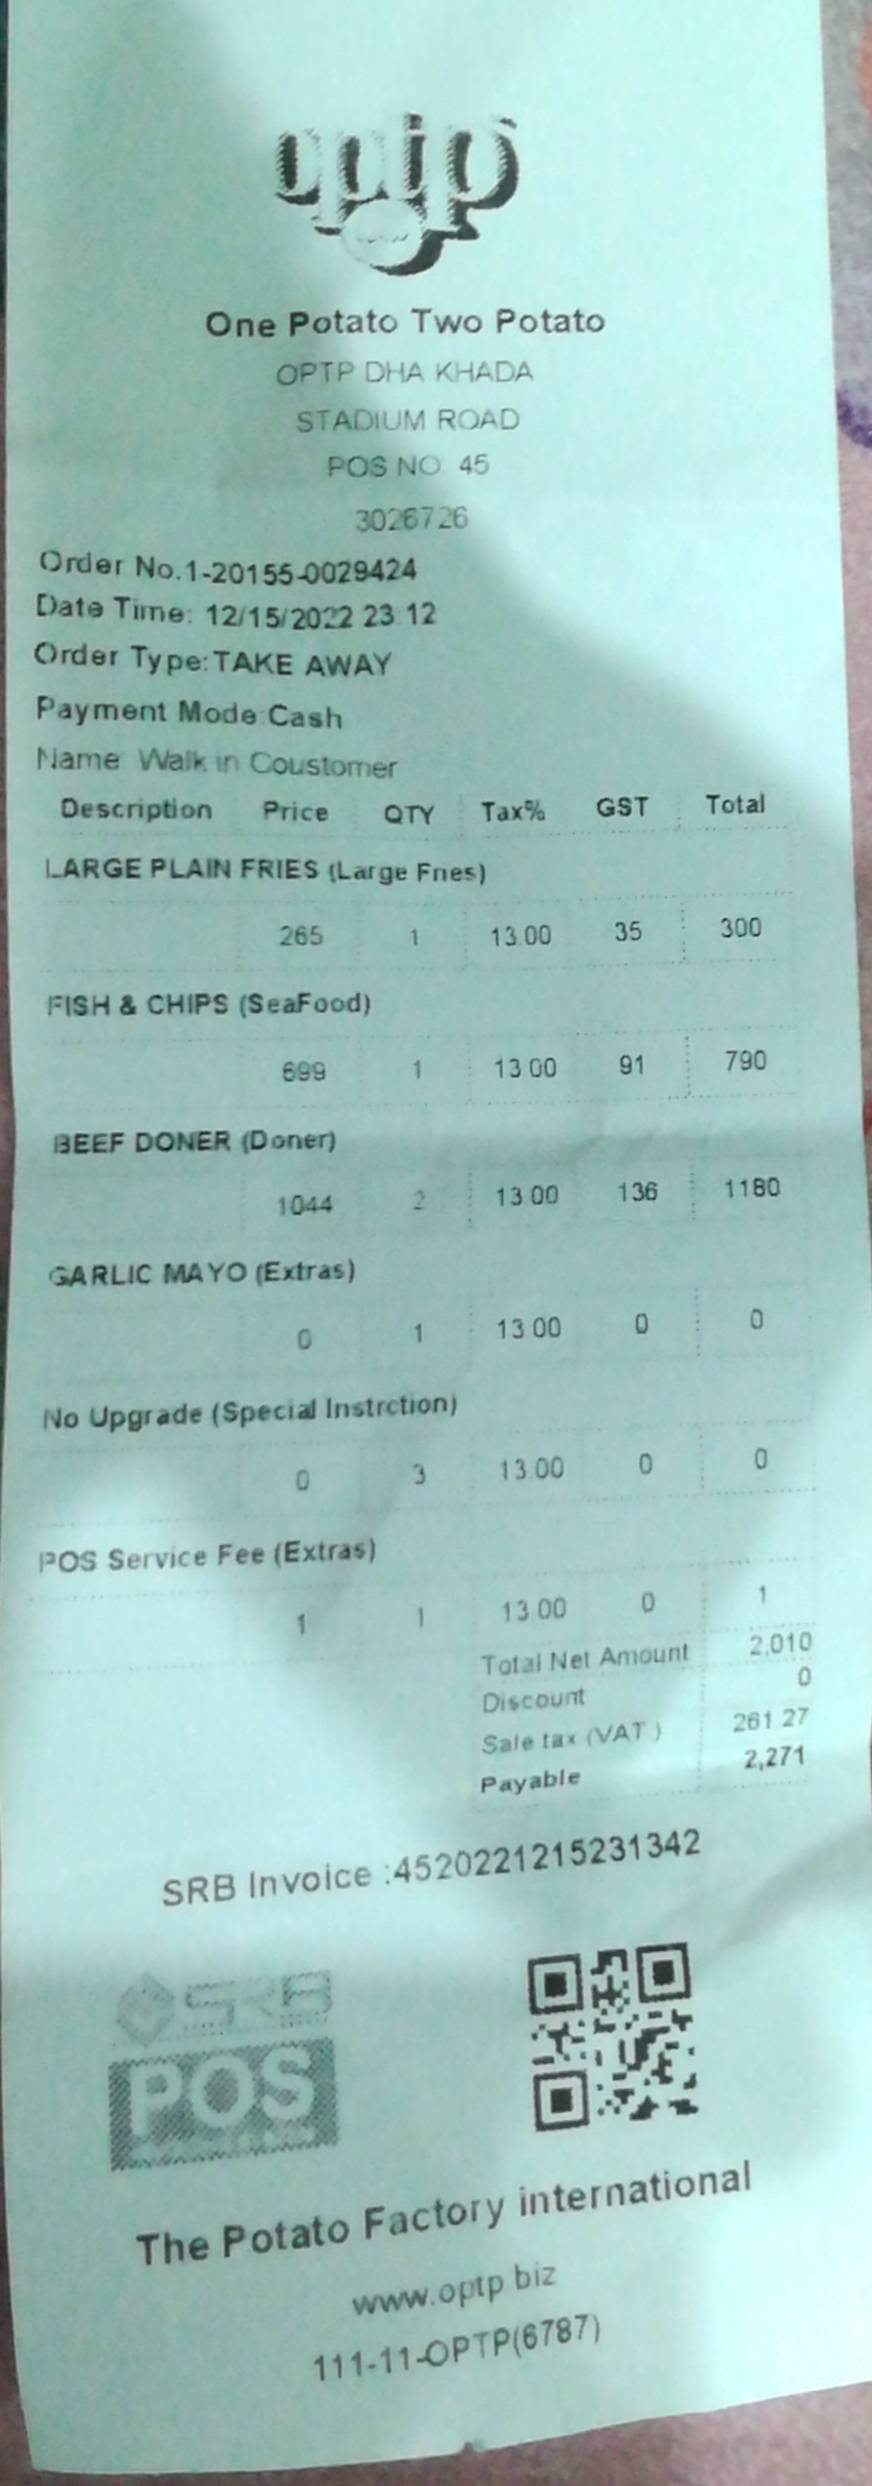 optp
One Potato Two Potato
OPTP DHA KHADA
STADIUM ROAD
POS NO 45
3026726
Order No.1-20155-0029424
Date Time: 12/15/2022 23:12
Order Type:TAKE AWAY
Payment Mode:Cash
Name Walk in Coustomer
Description Price QTY Tax% GST Total
LARGE PLAIN FRIES (Large Fries)
265 1 13.00 35 300
FISH & CHIPS (SeaFood)
699 1 13.00 91 790
BEEF DONER (Doner)
1044 2 13.00 136 1180
GARLIC MAYO (Extras)
0 1 13.00 0 0
No Upgrade (Special Instrction)
0 3 13.00 0 0
POS Service Fee (Extras)
1 1 13.00 0 1
Total Net Amount 2,010
Discount 0
Sale tax (VAT ) 261.27
Payable 2,271
SRB Invoice :4520221215231342
SRB
POS
The Potato Factory international
www.optp.biz
111-11-OPTP(6787)